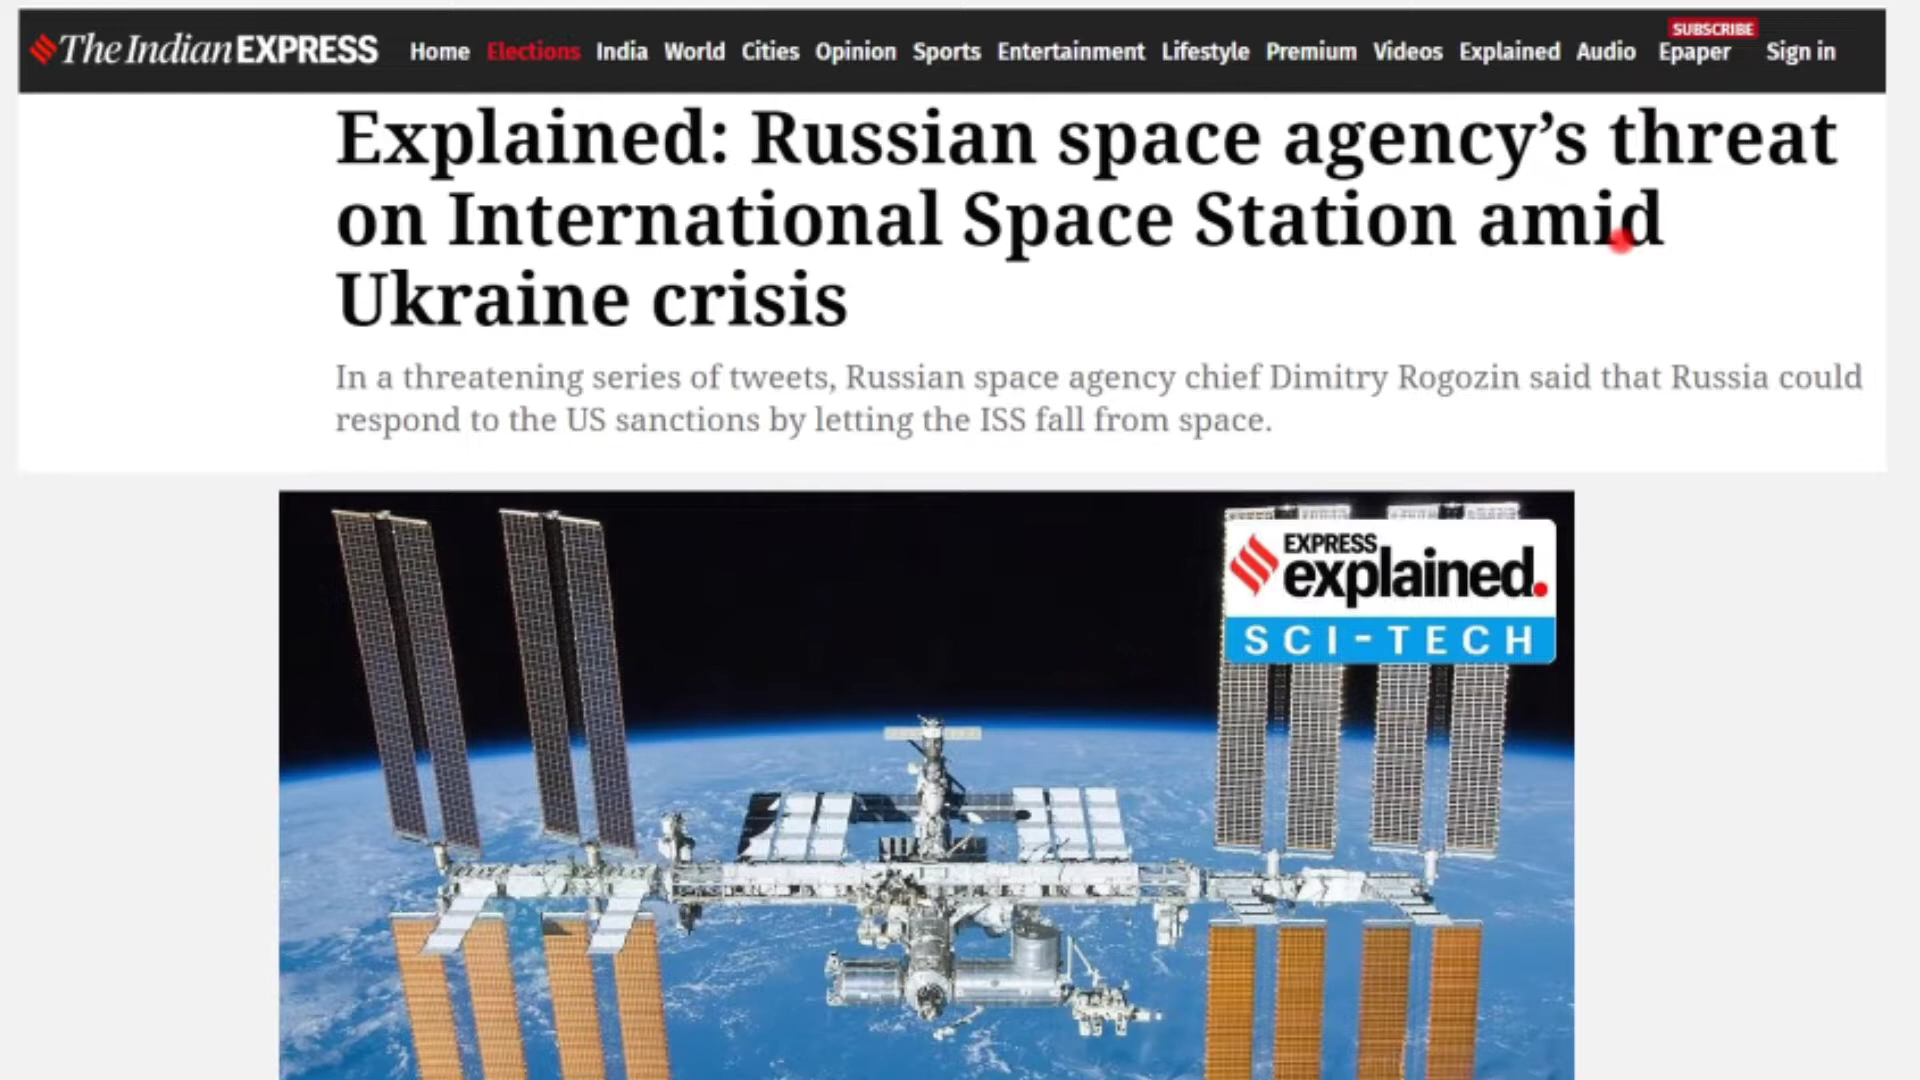 The Indian EXPRESS Home Elections India World Cities Opinion Sports Entertainment Lifestyle Premium Videos Explained Audio SUBSCRIBE Epaper Sign in
Explained: Russian space agency’s threat
on International Space Station amid
Ukraine crisis
In a threatening series of tweets, Russian space agency chief Dimitry Rogozin said that Russia could
respond to the US sanctions by letting the ISS fall from space.
EXPRESS
explained.
SCI-TECH